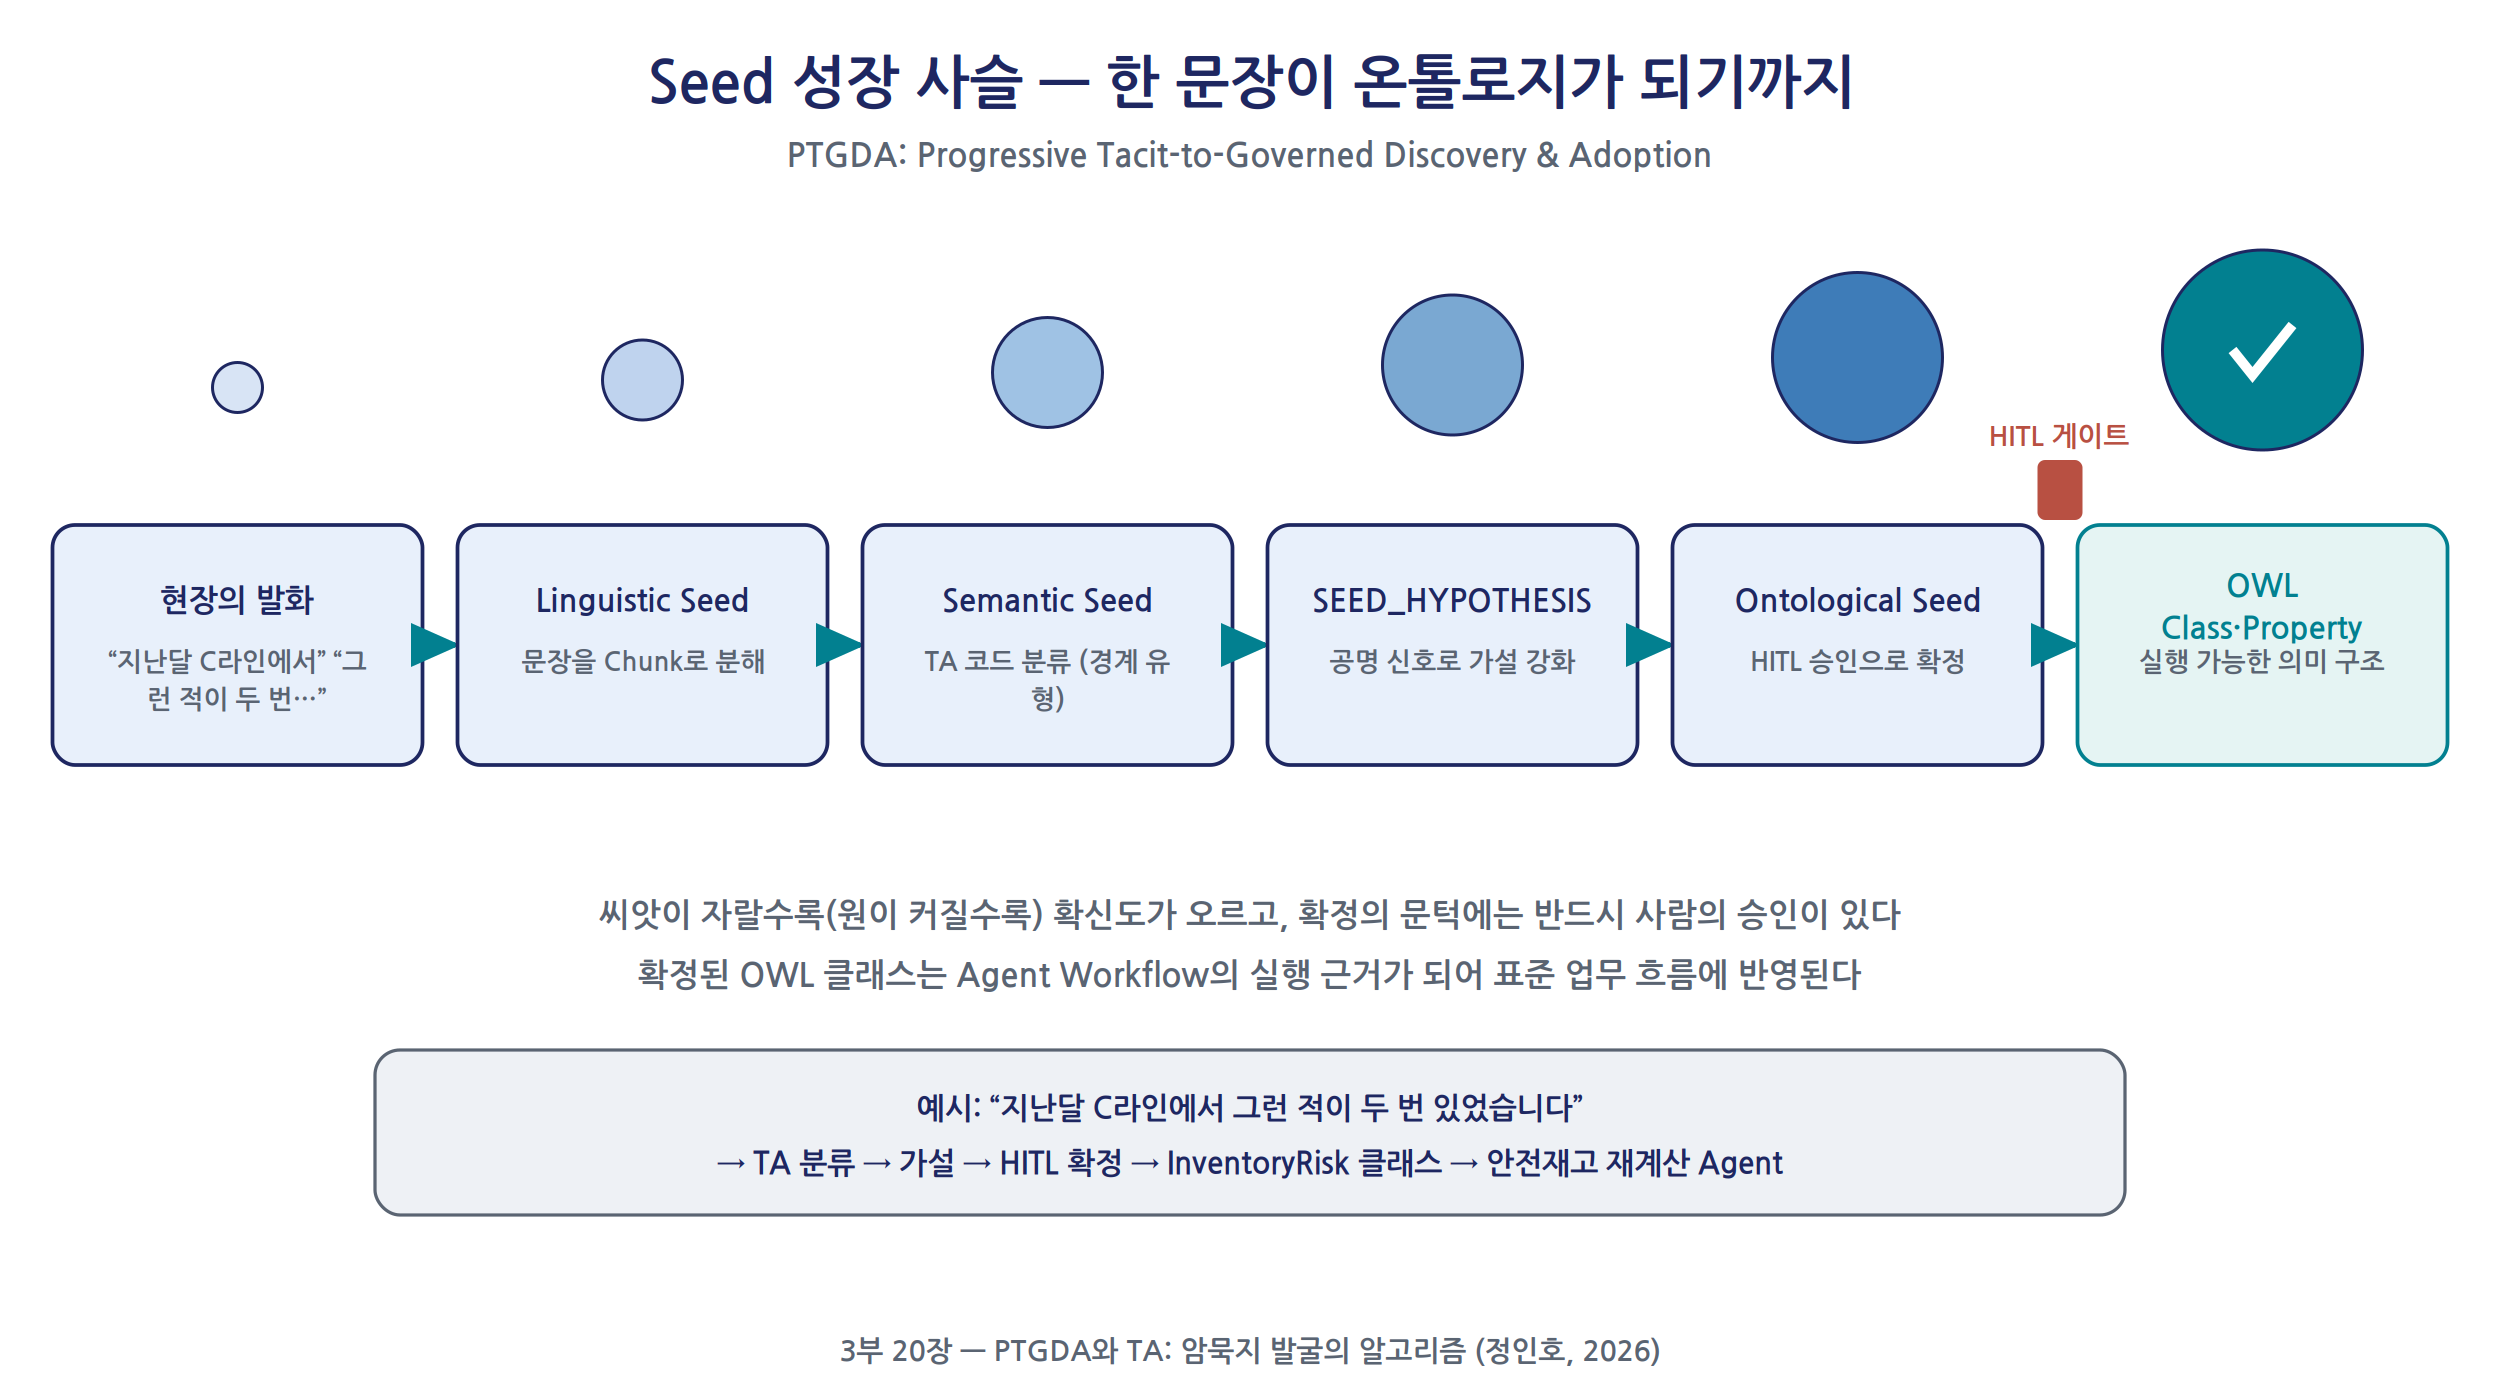 Seed 성장 사슬 — 한 문장이 온톨로지가 되기까지
PTGDA: Progressive Tacit-to-Governed Discovery & Adoption
HITL 게이트
현장의 발화
“지난달 C라인에서” “그
런 적이 두 번…”
Linguistic Seed
문장을 Chunk로 분해
Semantic Seed
TA 코드 분류 (경계 유
형)
SEED_HYPOTHESIS
공명 신호로 가설 강화
Ontological Seed
HITL 승인으로 확정
OWL
Class·Property
실행 가능한 의미 구조
씨앗이 자랄수록(원이 커질수록) 확신도가 오르고, 확정의 문턱에는 반드시 사람의 승인이 있다
확정된 OWL 클래스는 Agent Workflow의 실행 근거가 되어 표준 업무 흐름에 반영된다
예시: “지난달 C라인에서 그런 적이 두 번 있었습니다”
→ TA 분류 → 가설 → HITL 확정 → InventoryRisk 클래스 → 안전재고 재계산 Agent
3부 20장 — PTGDA와 TA: 암묵지 발굴의 알고리즘 (정인호, 2026)